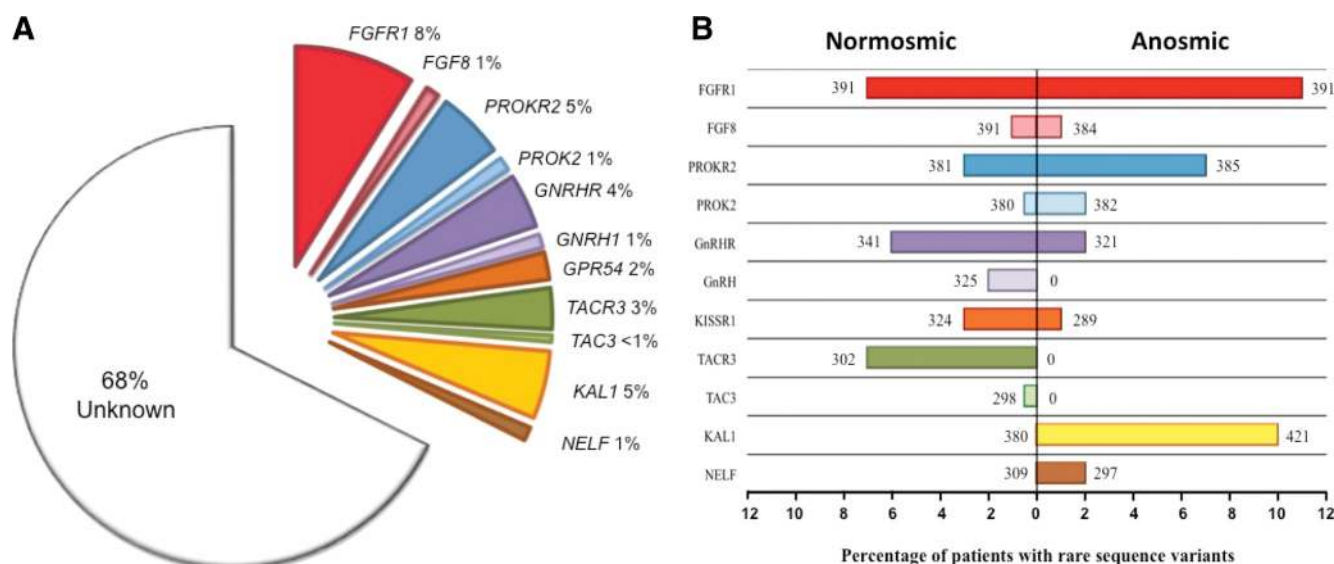 A
FGFR1 8%
FGF8 1%
PROKR2 5%
PROK2 1%
GNRHR 4%
GNRH1 1%
GPR54 2%
TACR3 3%
TAC3 <1%
KAL1 5%
NELF 1%
68%
Unknown
B
Normosmic Anosmic
FGFR1 391 391
FGF8 391 384
PROKR2 381 385
PROK2 380 382
GnRHR 341 321
GnRH 325 0
KISSR1 324 289
TACR3 302 0
TAC3 298 0
KAL1 380 421
NELF 309 297
12 10 8 6 4 2 0 2 4 6 8 10 12
Percentage of patients with rare sequence variants